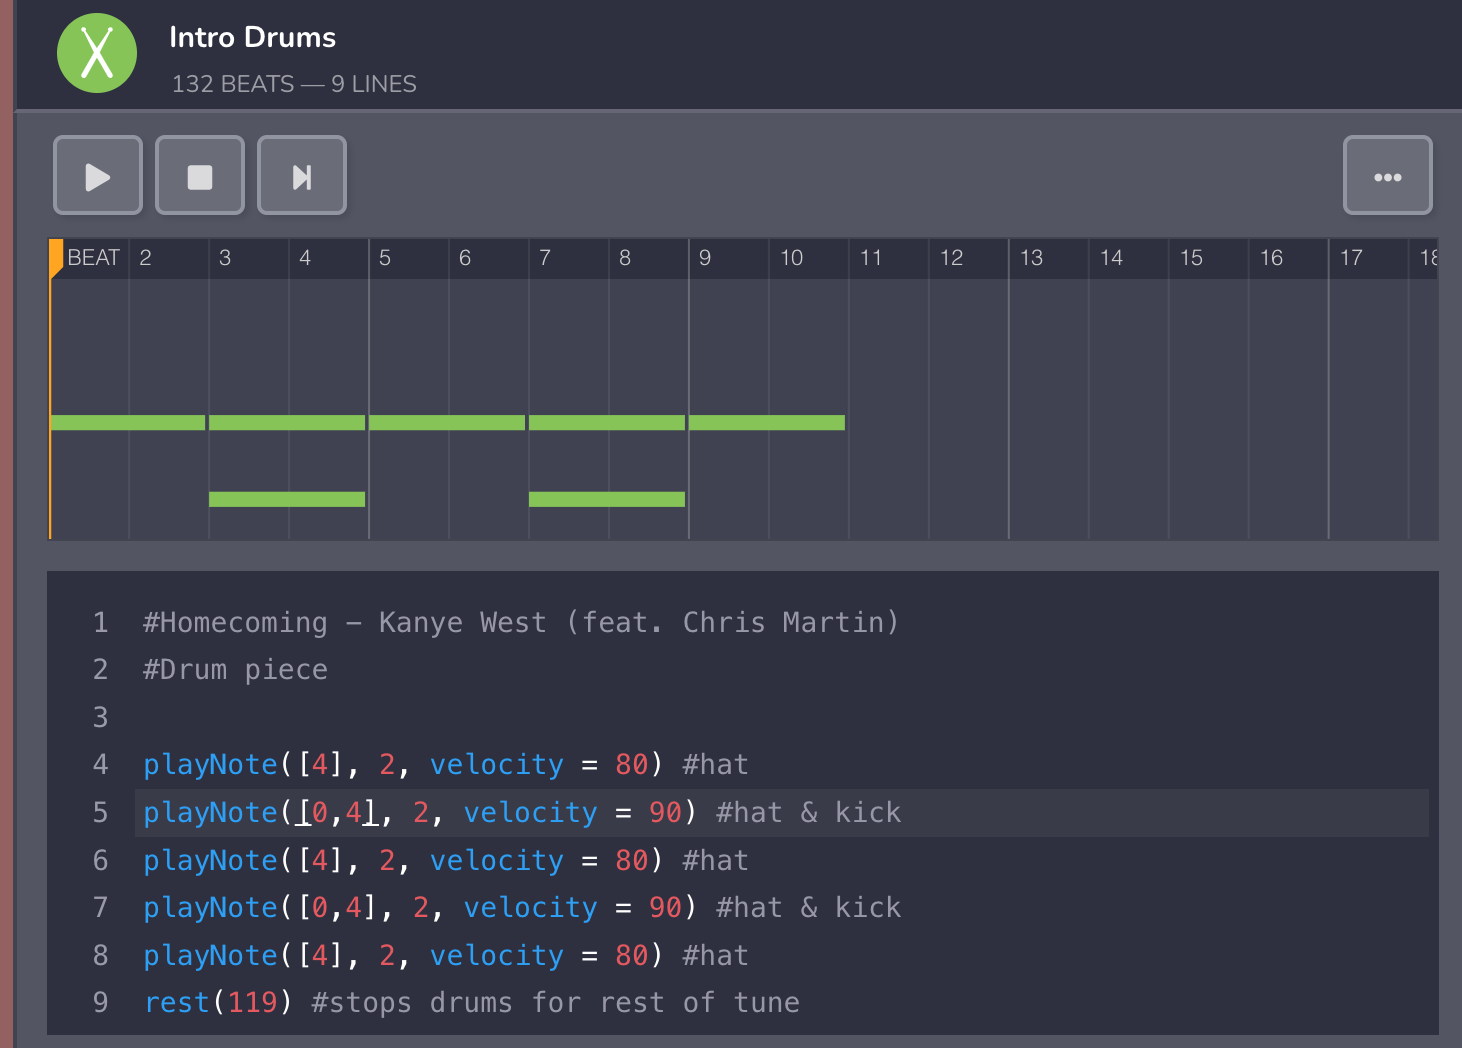 Intro Drums
132 BEATS — 9 LINES
BEAT 2 3 4 5 6 7 8 9 10 11 12 13 14 15 16 17 18
1 #Homecoming - Kanye West (feat. Chris Martin)
2 #Drum piece
3
4 playNote([4], 2, velocity = 80) #hat
5 playNote([0,4], 2, velocity = 90) #hat & kick
6 playNote([4], 2, velocity = 80) #hat
7 playNote([0,4], 2, velocity = 90) #hat & kick
8 playNote([4], 2, velocity = 80) #hat
9 rest(119) #stops drums for rest of tune